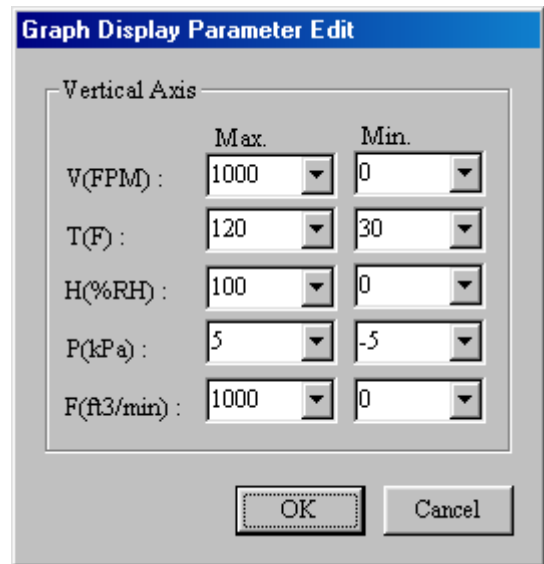 Graph Display Parameter Edit
Vertical Axis
Max. Min.
V(FPM) : 1000 0
T(F) : 120 30
H(%RH) : 100 0
P(kPa) : 5 -5
F(ft3/min) : 1000 0
OK Cancel